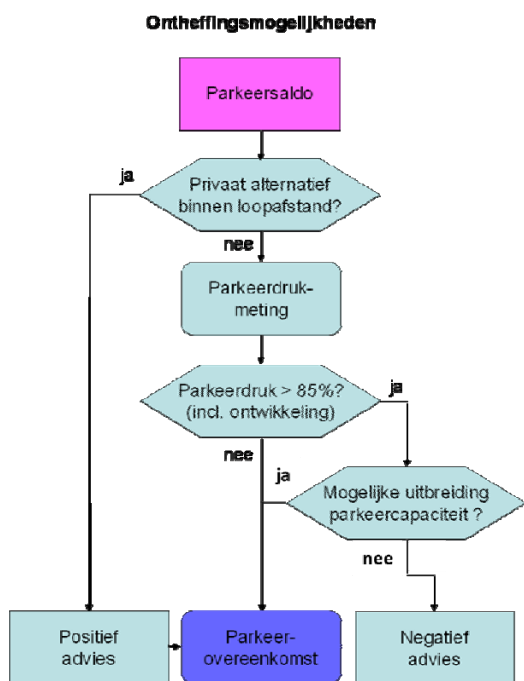 Ontheffingsmogelijkheden
Parkeersaldo
ja
Privaat alternatief
binnen loopafstand?
nee
Parkeerdruk-
meting
Parkeerdruk > 85%?
(incl. ontwikkeling)
ja
nee
ja
Mogelijke uitbreiding
parkeercapaciteit ?
nee
Positief
advies
Parkeer-
overeenkomst
Negatief
advies